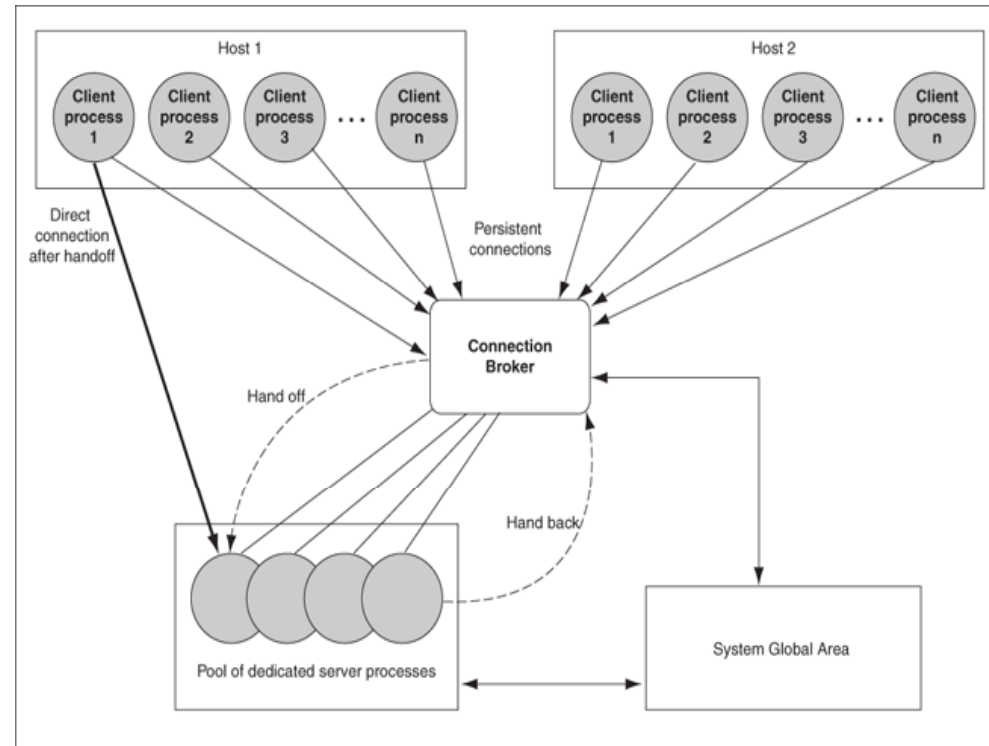 Host 1
Client
process
1
Client
process
2
Client
process
3
...
Client
process
n
Host 2
Client
process
1
Client
process
2
Client
process
3
...
Client
process
n
Direct
connection
after handoff
Persistent
connections
Connection
Broker
Hand off
Hand back
Pool of dedicated server processes
System Global Area